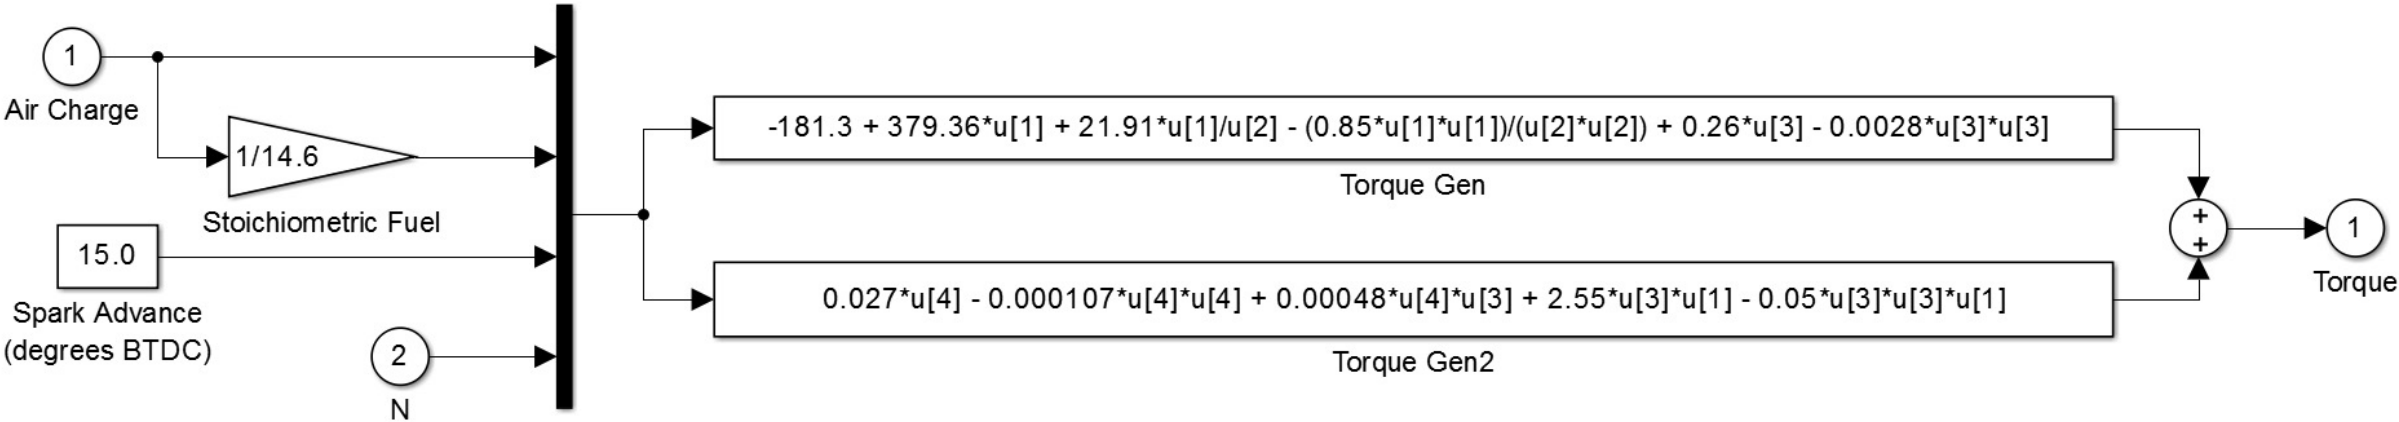 1
Air Charge
1/14.6
Stoichiometric Fuel
15.0
Spark Advance
(degrees BTDC)
2
N
-181.3 + 379.36*u[1] + 21.91*u[1]/u[2] - (0.85*u[1]*u[1])/(u[2]*u[2]) + 0.26*u[3] - 0.0028*u[3]*u[3]
Torque Gen
0.027*u[4] - 0.000107*u[4]*u[4] + 0.00048*u[4]*u[3] + 2.55*u[3]*u[1] - 0.05*u[3]*u[3]*u[1]
Torque Gen2
+
+
1
Torque